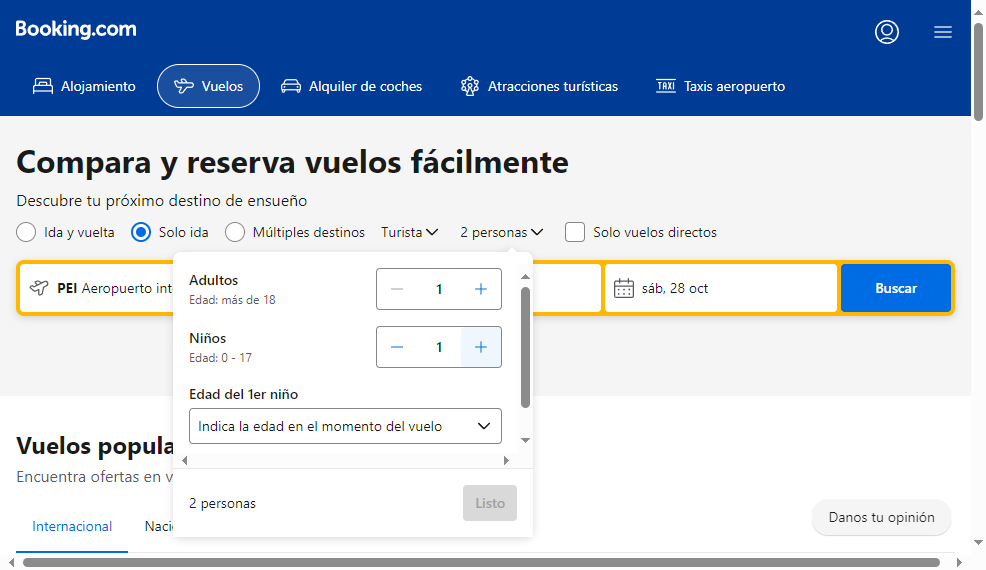 Booking.com
Alojamiento
Vuelos
Alquiler de coches
TAXI
Atracciones turísticas
Taxis aeropuerto
Compara y reserva vuelos fácilmente
Descubre tu próximo destino de ensueño
Ida y vuelta
Solo ida
Múltiples destinos
Turista
2 personas
Solo vuelos directos
PEI Aeropuerto int
sáb, 28 oct
Buscar
Adultos
Edad: más de 18
1
Niños
Edad: 0 - 17
1
Edad del 1er niño
Indica la edad en el momento del vuelo
2 personas
Listo
Vuelos popula
Encuentra ofertas en v
Internacional
Naci
Danos tu opinión